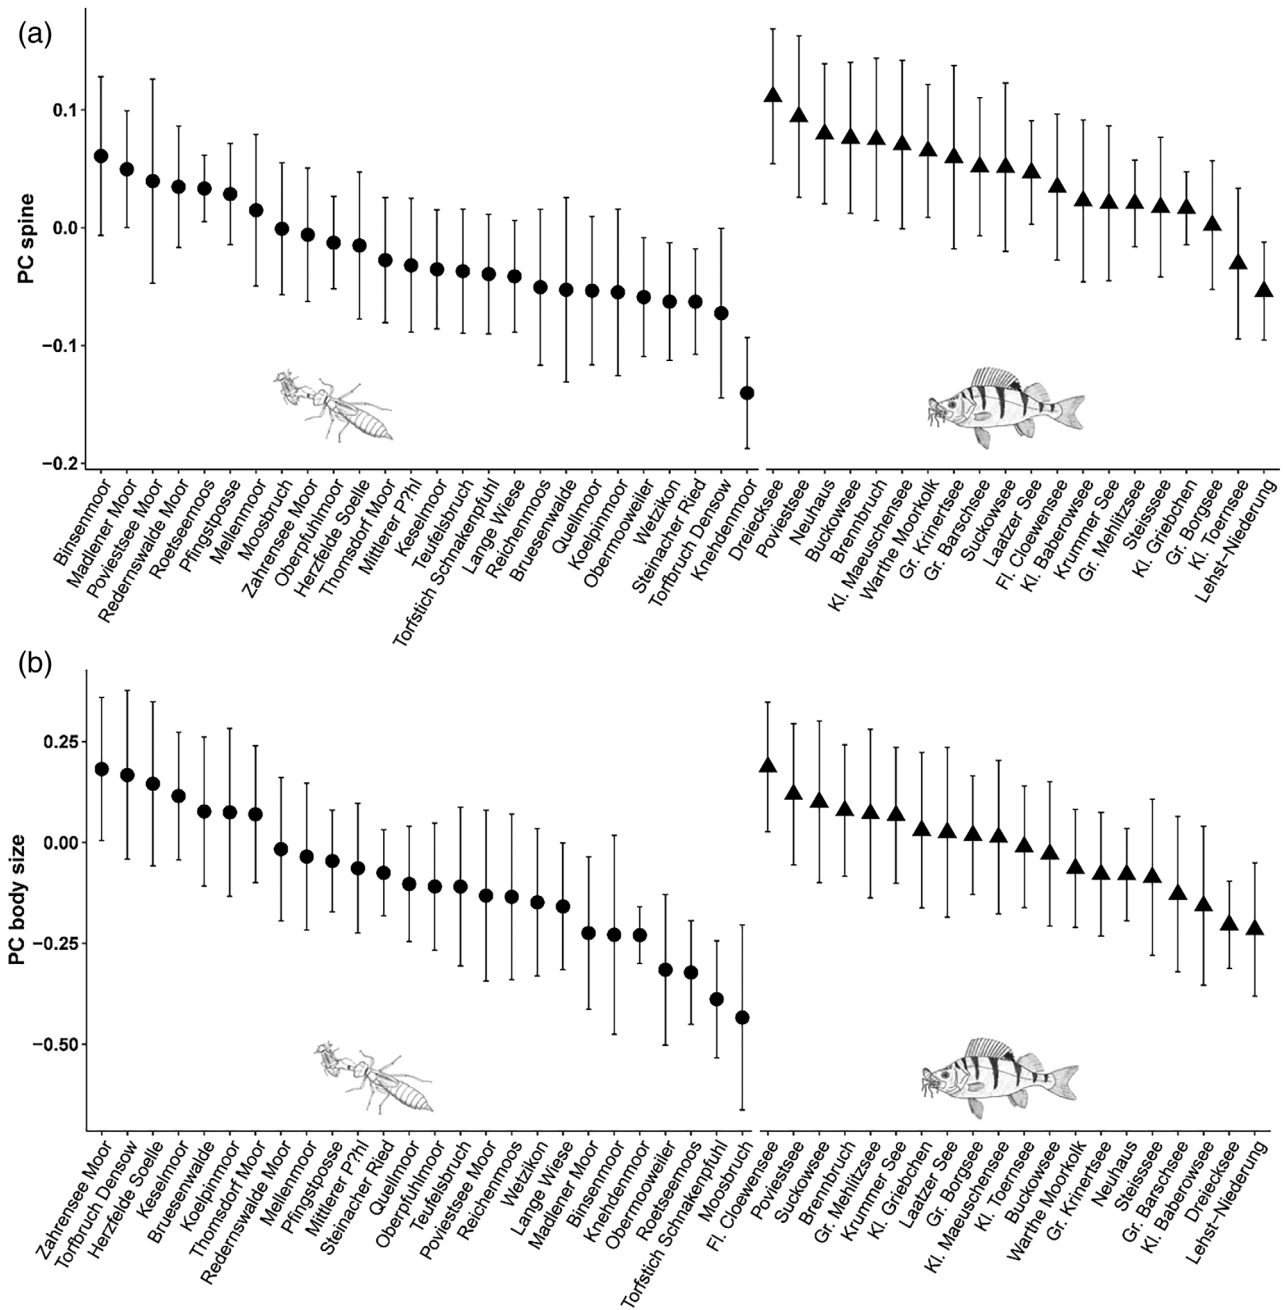 (a)
PC spine
0.1
0.0
−0.1
−0.2
Binsenmoor
Madlener Moor
Poviestsee Moor
Redernswalde Moor
Roetseemoos
Pfingstposse
Mellenmoor
Moosbruch
Zahrensee Moor
Oberpfuhlmoor
Herzfelde Soelle
Thomsdorf Moor
Mittlerer P?hl
Keselmoor
Teufelsbruch
Torfstich Schnakenpfuhl
Lange Wiese
Reichenmoos
Bruesenwalde
Quellmoor
Koelpinmoor
Obermooweiler
Wetzikon
Steinacher Ried
Torfbruch Densow
Knehdenmoor
Dreiecksee
Poviestsee
Neuhaus
Buckowsee
Brennbruch
Kl. Maeuschensee
Warthe Moorkolk
Gr. Krinertsee
Gr. Barschsee
Suckowsee
Laatzer See
Fl. Cloewensee
Kl. Baberowsee
Krummer See
Gr. Mehlitzsee
Steisssee
Kl. Griebchen
Gr. Borgsee
Kl. Toernsee
Lehst−Niederung
(b)
PC body size
0.25
0.00
−0.25
−0.50
Zahrensee Moor
Torfbruch Densow
Herzfelde Soelle
Keselmoor
Bruesenwalde
Koelpinmoor
Thomsdorf Moor
Redernswalde Moor
Mellenmoor
Pfingstposse
Mittlerer P?hl
Steinacher Ried
Quellmoor
Oberpfuhlmoor
Teufelsbruch
Poviestsee Moor
Reichenmoos
Wetzikon
Lange Wiese
Madlener Moor
Binsenmoor
Knehdenmoor
Obermooweiler
Roetseemoos
Torfstich Schnakenpfuhl
Moosbruch
Fl. Cloewensee
Poviestsee
Suckowsee
Brennbruch
Gr. Mehlitzsee
Krummer See
Kl. Griebchen
Laatzer See
Gr. Borgsee
Kl. Maeuschensee
Kl. Toernsee
Buckowsee
Warthe Moorkolk
Gr. Krinertsee
Neuhaus
Steisssee
Gr. Barschsee
Kl. Baberowsee
Dreiecksee
Lehst−Niederung